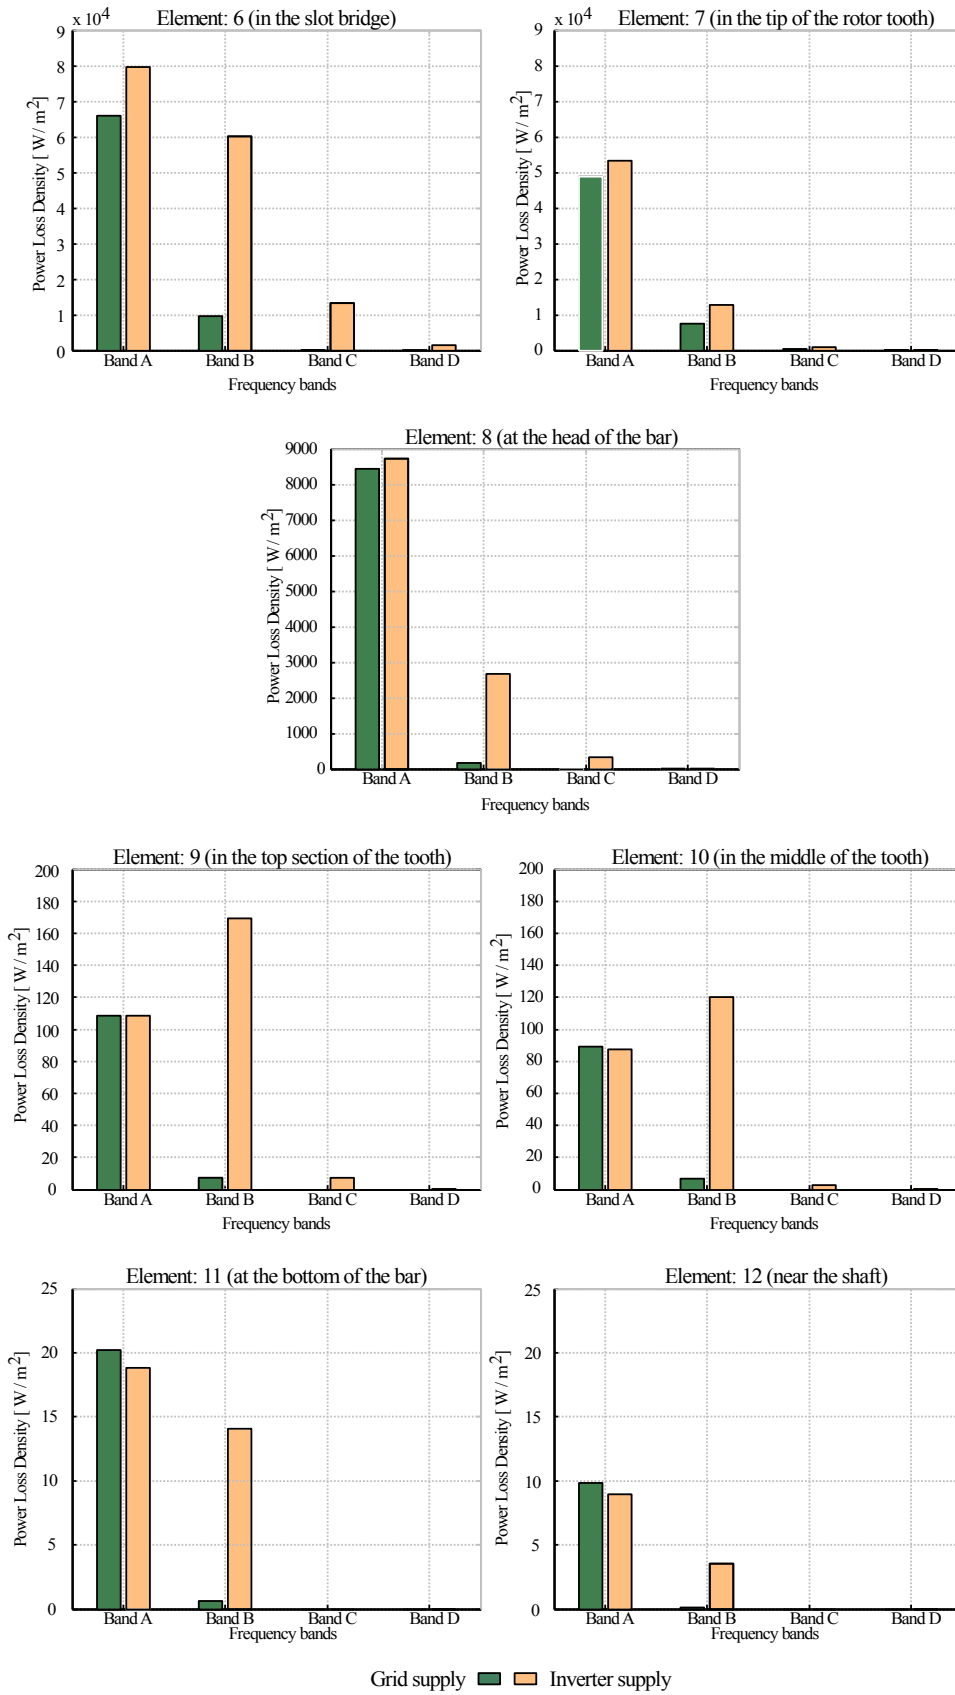 Element: 6 (in the slot bridge)
x 10^4
9
8
7
6
5
4
3
2
1
0
Power Loss Density [ W / m^2]
Band A Band B Band C Band D
Frequency bands
Element: 7 (in the tip of the rotor tooth)
x 10^4
9
8
7
6
5
4
3
2
1
0
Power Loss Density [ W / m^2]
Band A Band B Band C Band D
Frequency bands
Element: 8 (at the head of the bar)
9000
8000
7000
6000
5000
4000
3000
2000
1000
0
Power Loss Density [ W / m^2]
Band A Band B Band C Band D
Frequency bands
Element: 9 (in the top section of the tooth)
200
180
160
140
120
100
80
60
40
20
0
Power Loss Density [ W / m^2]
Band A Band B Band C Band D
Frequency bands
Element: 10 (in the middle of the tooth)
200
180
160
140
120
100
80
60
40
20
0
Power Loss Density [ W / m^2]
Band A Band B Band C Band D
Frequency bands
Element: 11 (at the bottom of the bar)
25
20
15
10
5
0
Power Loss Density [ W / m^2]
Band A Band B Band C Band D
Frequency bands
Element: 12 (near the shaft)
25
20
15
10
5
0
Power Loss Density [ W / m^2]
Band A Band B Band C Band D
Frequency bands
Grid supply Inverter supply